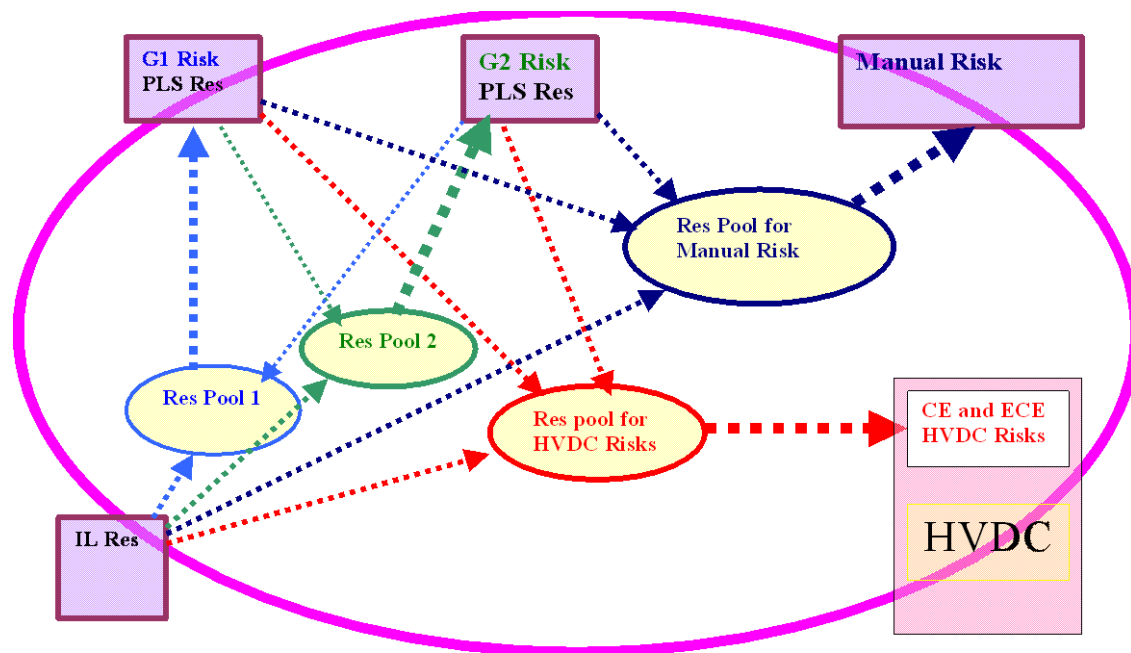 G1 Risk
PLS Res
G2 Risk
PLS Res
Manual Risk
Res Pool for
Manual Risk
Res Pool 2
Res Pool 1
Res pool for
HVDC Risks
CE and ECE
HVDC Risks
IL Res
HVDC